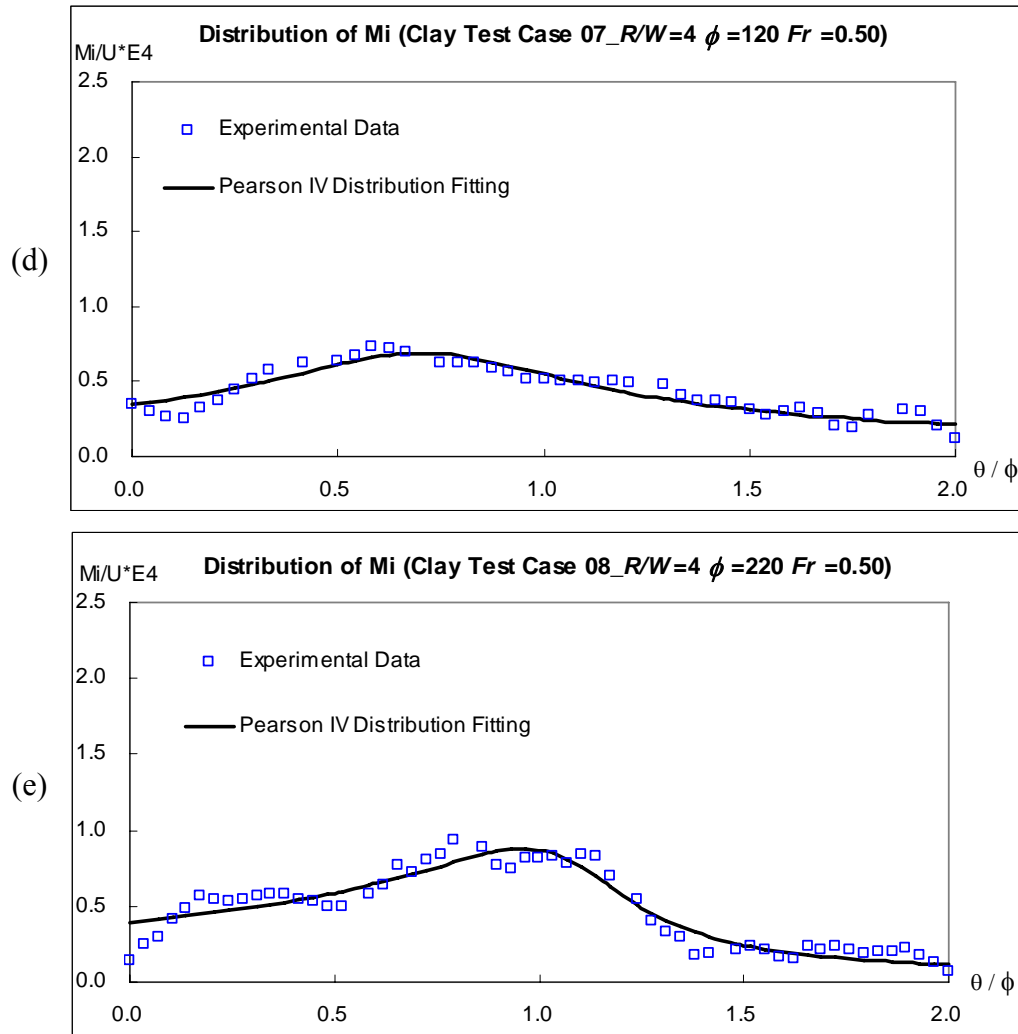 Distribution of Mi (Clay Test Case 07_R/W=4 ϕ =120 Fr =0.50)
Mi/U*E4
2.5
Experimental Data
2.0
Pearson IV Distribution Fitting
1.5
(d)
1.0
0.5
0.0
θ / ϕ
0.0 0.5 1.0 1.5 2.0
Distribution of Mi (Clay Test Case 08_R/W=4 ϕ =220 Fr =0.50)
Mi/U*E4
2.5
Experimental Data
2.0
Pearson IV Distribution Fitting
1.5
(e)
1.0
0.5
0.0
θ / ϕ
0.0 0.5 1.0 1.5 2.0